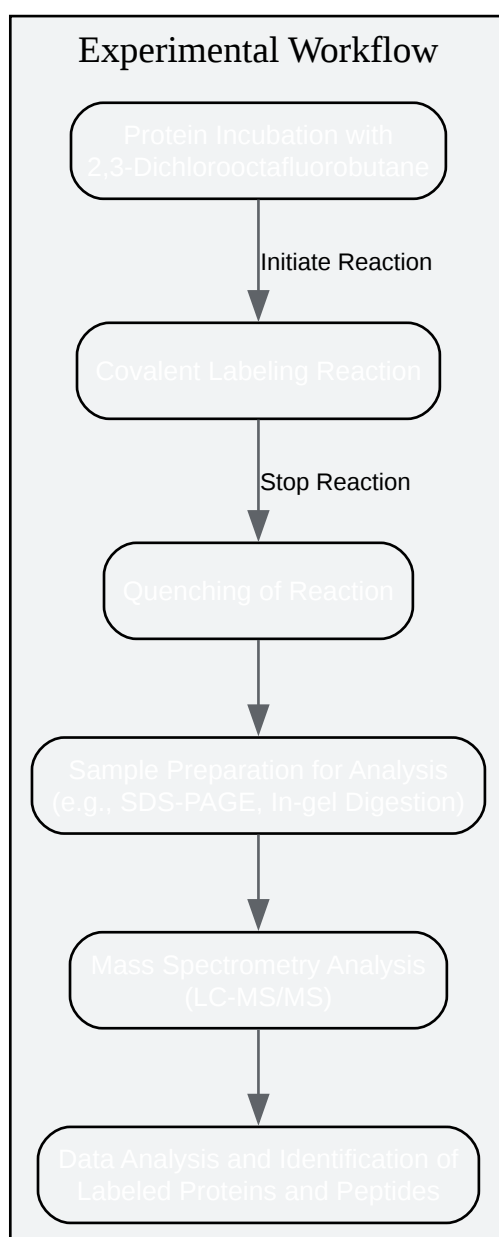 Experimental Workflow
Protein Incubation with
2,3-Dichlorooctafluorobutane
Initiate Reaction
Covalent Labeling Reaction
Stop Reaction
Quenching of Reaction
Sample Preparation for Analysis
(e.g., SDS-PAGE, In-gel Digestion)
Mass Spectrometry Analysis
(LC-MS/MS)
Data Analysis and Identification of
Labeled Proteins and Peptides